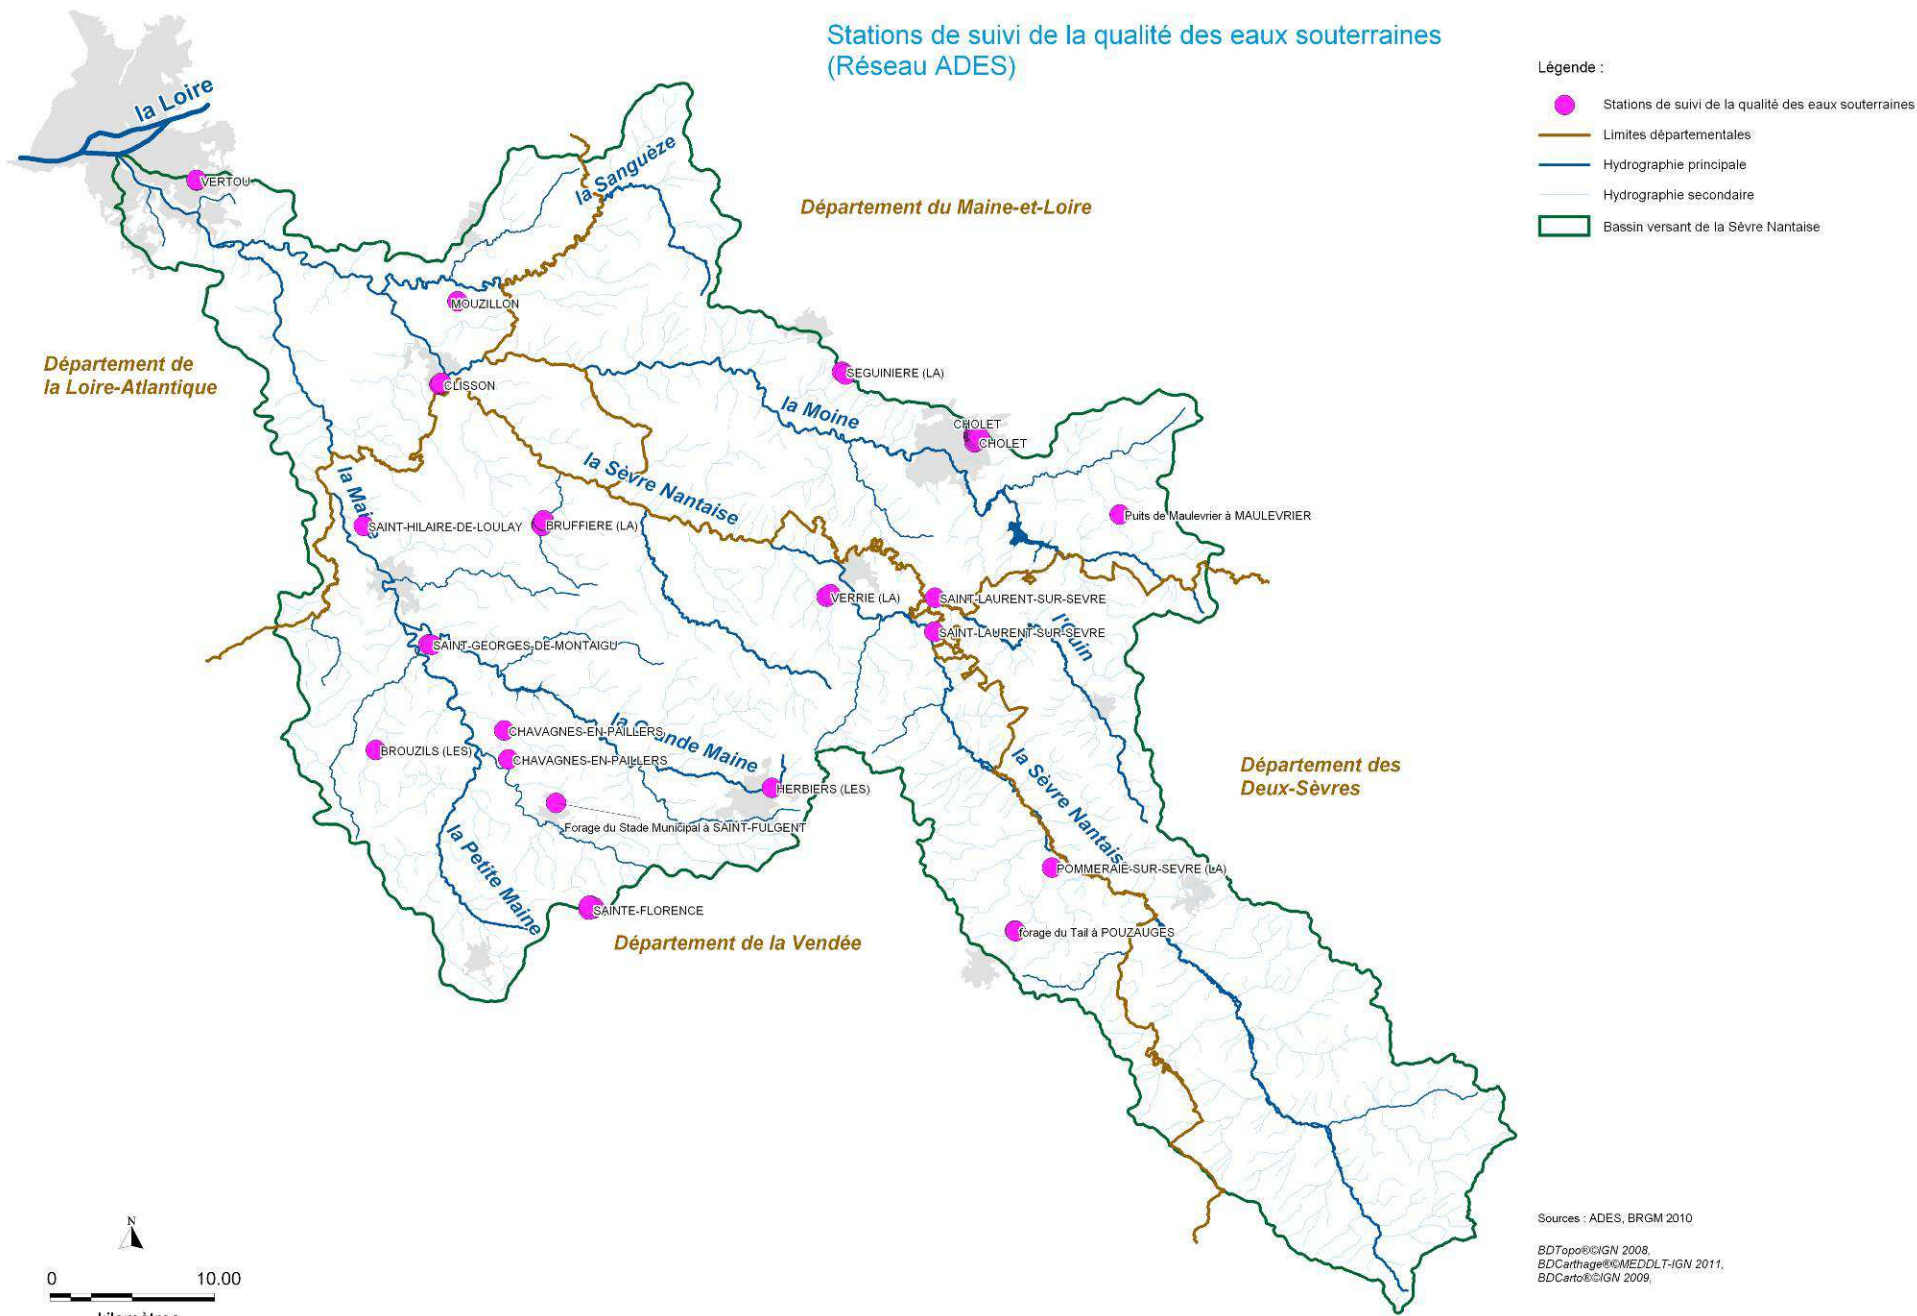 Stations de suivi de la qualité des eaux souterraines
(Réseau ADES)
Légende :
Stations de suivi de la qualité des eaux souterraines
Limites départementales
Hydrographie principale
Hydrographie secondaire
Bassin versant de la Sèvre Nantaise
la Loire
VERTOU
la Sanguèze
Département du Maine-et-Loire
MOUZILLON
Département de
la Loire-Atlantique
CLISSON
SEGUINIERE (LA)
la Moine
CHOLET
CHOLET
la Sèvre Nantaise
la Maine
SAINT-HILAIRE-DE-LOULAY
BRUFFIERE (LA)
Puits de Maulevrier à MAULEVRIER
VERRIE (LA)
SAINT-LAURENT-SUR-SEVRE
SAINT-LAURENT-SUR-SEVRE
l'Ouin
SAINT-GEORGES-DE-MONTAIGU
CHAVAGNES-EN-PAILLERS
la Grande Maine
BROUZILS (LES)
CHAVAGNES-EN-PAILLERS
HERBIERS (LES)
la Sèvre Nantaise
Département des
Deux-Sèvres
Forage du Stade Municipal à SAINT-FULGENT
la Petite Maine
POMMERAIE-SUR-SEVRE (LA)
SAINTE-FLORENCE
Département de la Vendée
forage du Tail à POUZAUGES
N
0 10.00
kilomètres
Sources : ADES, BRGM 2010
BDTopo®©IGN 2008,
BDCarthage®©MEDDLT-IGN 2011,
BDCarto®©IGN 2009,